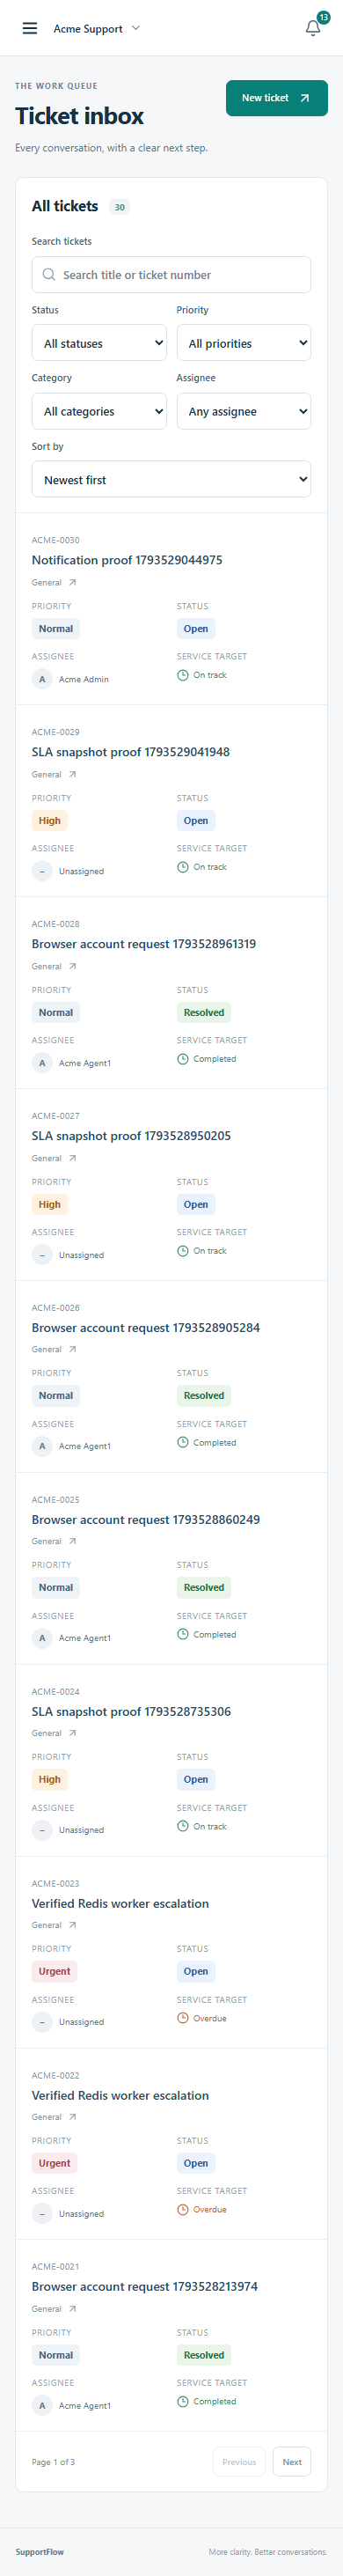 Acme Support
13
THE WORK QUEUE
Ticket inbox
New ticket
Every conversation, with a clear next step.
All tickets 30
Search tickets
Search title or ticket number
Status Priority
All statuses All priorities
Category Assignee
All categories Any assignee
Sort by
Newest first
ACME-0030
Notification proof 1793529044975
General
PRIORITY STATUS
Normal Open
ASSIGNEE SERVICE TARGET
A Acme Admin On track
ACME-0029
SLA snapshot proof 1793529041948
General
PRIORITY STATUS
High Open
ASSIGNEE SERVICE TARGET
– Unassigned On track
ACME-0028
Browser account request 1793528961319
General
PRIORITY STATUS
Normal Resolved
ASSIGNEE SERVICE TARGET
A Acme Agent1 Completed
ACME-0027
SLA snapshot proof 1793528950205
General
PRIORITY STATUS
High Open
ASSIGNEE SERVICE TARGET
– Unassigned On track
ACME-0026
Browser account request 1793528905284
General
PRIORITY STATUS
Normal Resolved
ASSIGNEE SERVICE TARGET
A Acme Agent1 Completed
ACME-0025
Browser account request 1793528860249
General
PRIORITY STATUS
Normal Resolved
ASSIGNEE SERVICE TARGET
A Acme Agent1 Completed
ACME-0024
SLA snapshot proof 1793528735306
General
PRIORITY STATUS
High Open
ASSIGNEE SERVICE TARGET
– Unassigned On track
ACME-0023
Verified Redis worker escalation
General
PRIORITY STATUS
Urgent Open
ASSIGNEE SERVICE TARGET
– Unassigned Overdue
ACME-0022
Verified Redis worker escalation
General
PRIORITY STATUS
Urgent Open
ASSIGNEE SERVICE TARGET
– Unassigned Overdue
ACME-0021
Browser account request 1793528213974
General
PRIORITY STATUS
Normal Resolved
ASSIGNEE SERVICE TARGET
A Acme Agent1 Completed
Page 1 of 3 Previous Next
SupportFlow More clarity. Better conversations.